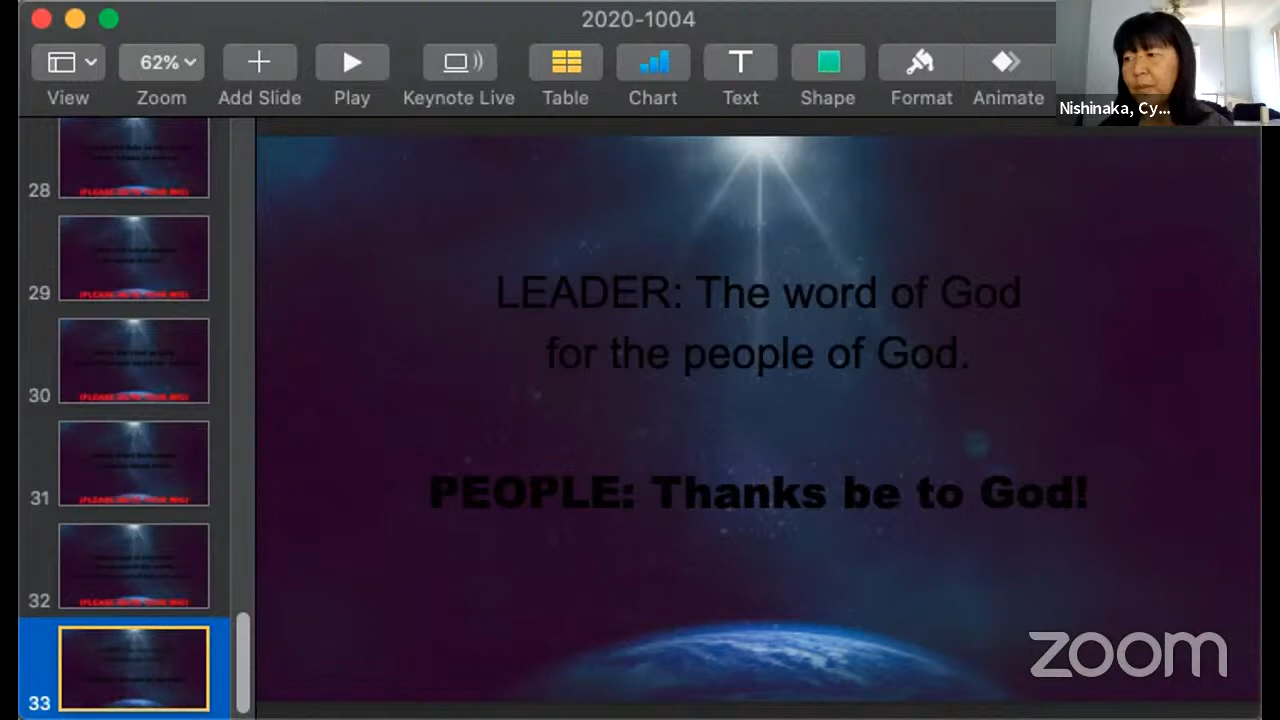 2020-1004
62%
View
Zoom
Add Slide
Play
Keynote Live
Table
Chart
Text
Shape
Format
Animate
Nishinaka, Cy...
28
29
30
31
32
33
LEADER: The word of God
for the people of God.
PEOPLE: Thanks be to God!
zoom